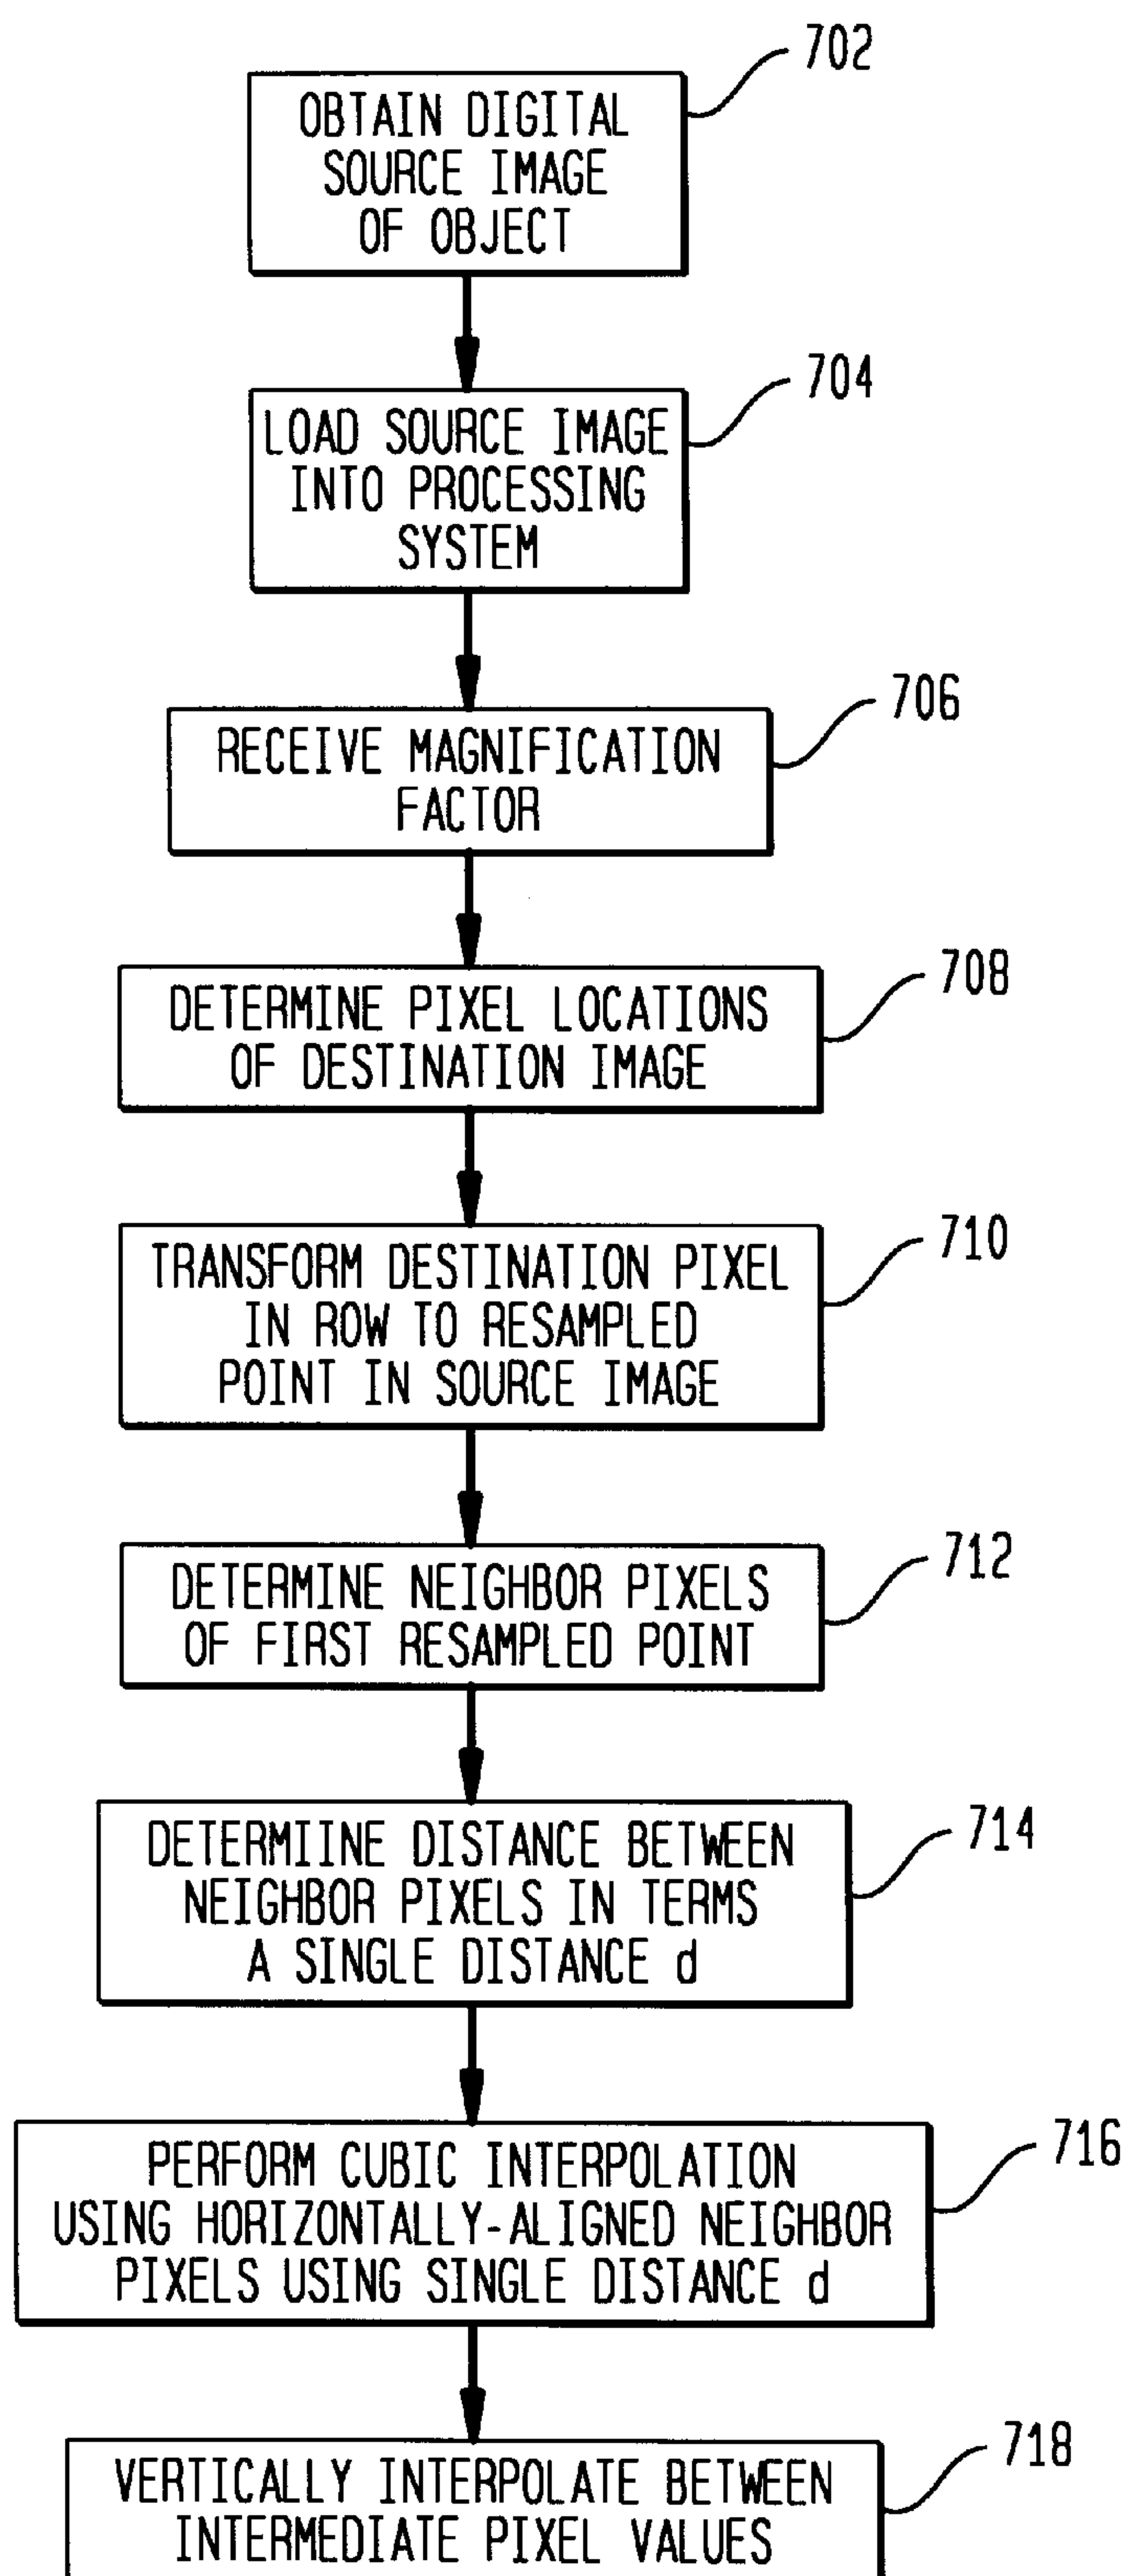 702
OBTAIN DIGITAL
SOURCE IMAGE
OF OBJECT
704
LOAD SOURCE IMAGE
INTO PROCESSING
SYSTEM
706
RECEIVE MAGNIFICATION
FACTOR
708
DETERMINE PIXEL LOCATIONS
OF DESTINATION IMAGE
710
TRANSFORM DESTINATION PIXEL
IN ROW TO RESAMPLED
POINT IN SOURCE IMAGE
712
DETERMINE NEIGHBOR PIXELS
OF FIRST RESAMPLED POINT
714
DETERMIINE DISTANCE BETWEEN
NEIGHBOR PIXELS IN TERMS
A SINGLE DISTANCE d
716
PERFORM CUBIC INTERPOLATION
USING HORIZONTALLY-ALIGNED NEIGHBOR
PIXELS USING SINGLE DISTANCE d
718
VERTICALLY INTERPOLATE BETWEEN
INTERMEDIATE PIXEL VALUES